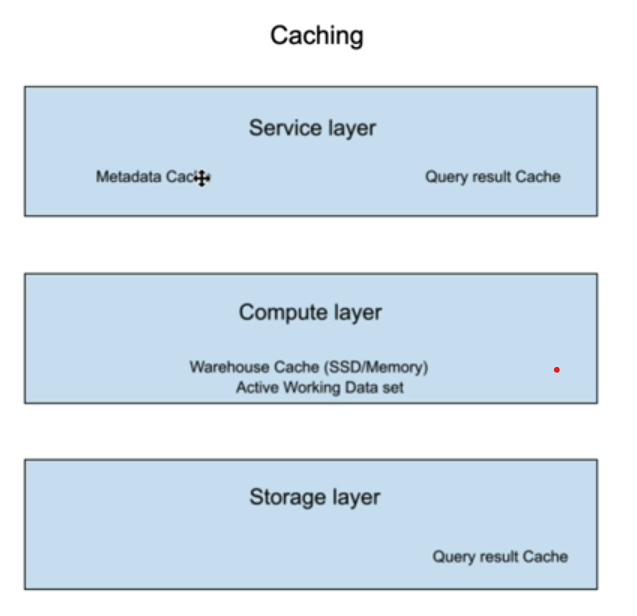 Caching
Service layer
Metadata Cache
Query result Cache
Compute layer
Warehouse Cache (SSD/Memory)
Active Working Data set
Storage layer
Query result Cache